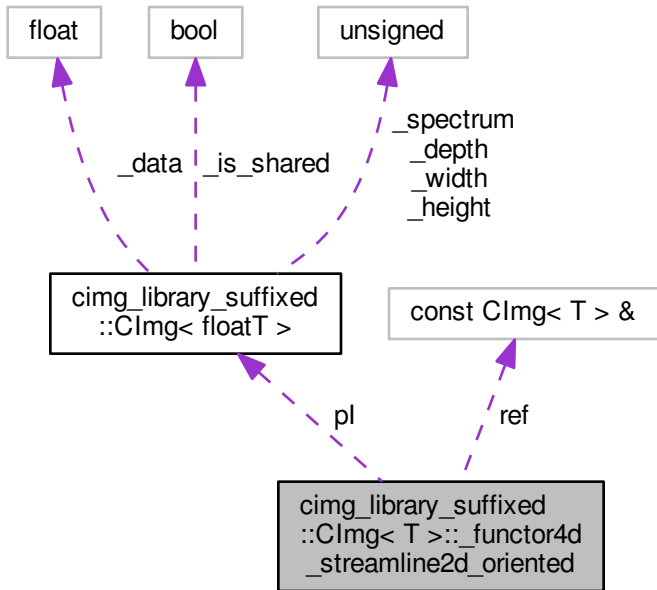 float
bool
unsigned
_spectrum
_depth
_width
_height
_data
_is_shared
cimg_library_suffixed
::CImg< floatT >
const CImg< T > &
pI
ref
cimg_library_suffixed
::CImg< T >::_functor4d
_streamline2d_oriented